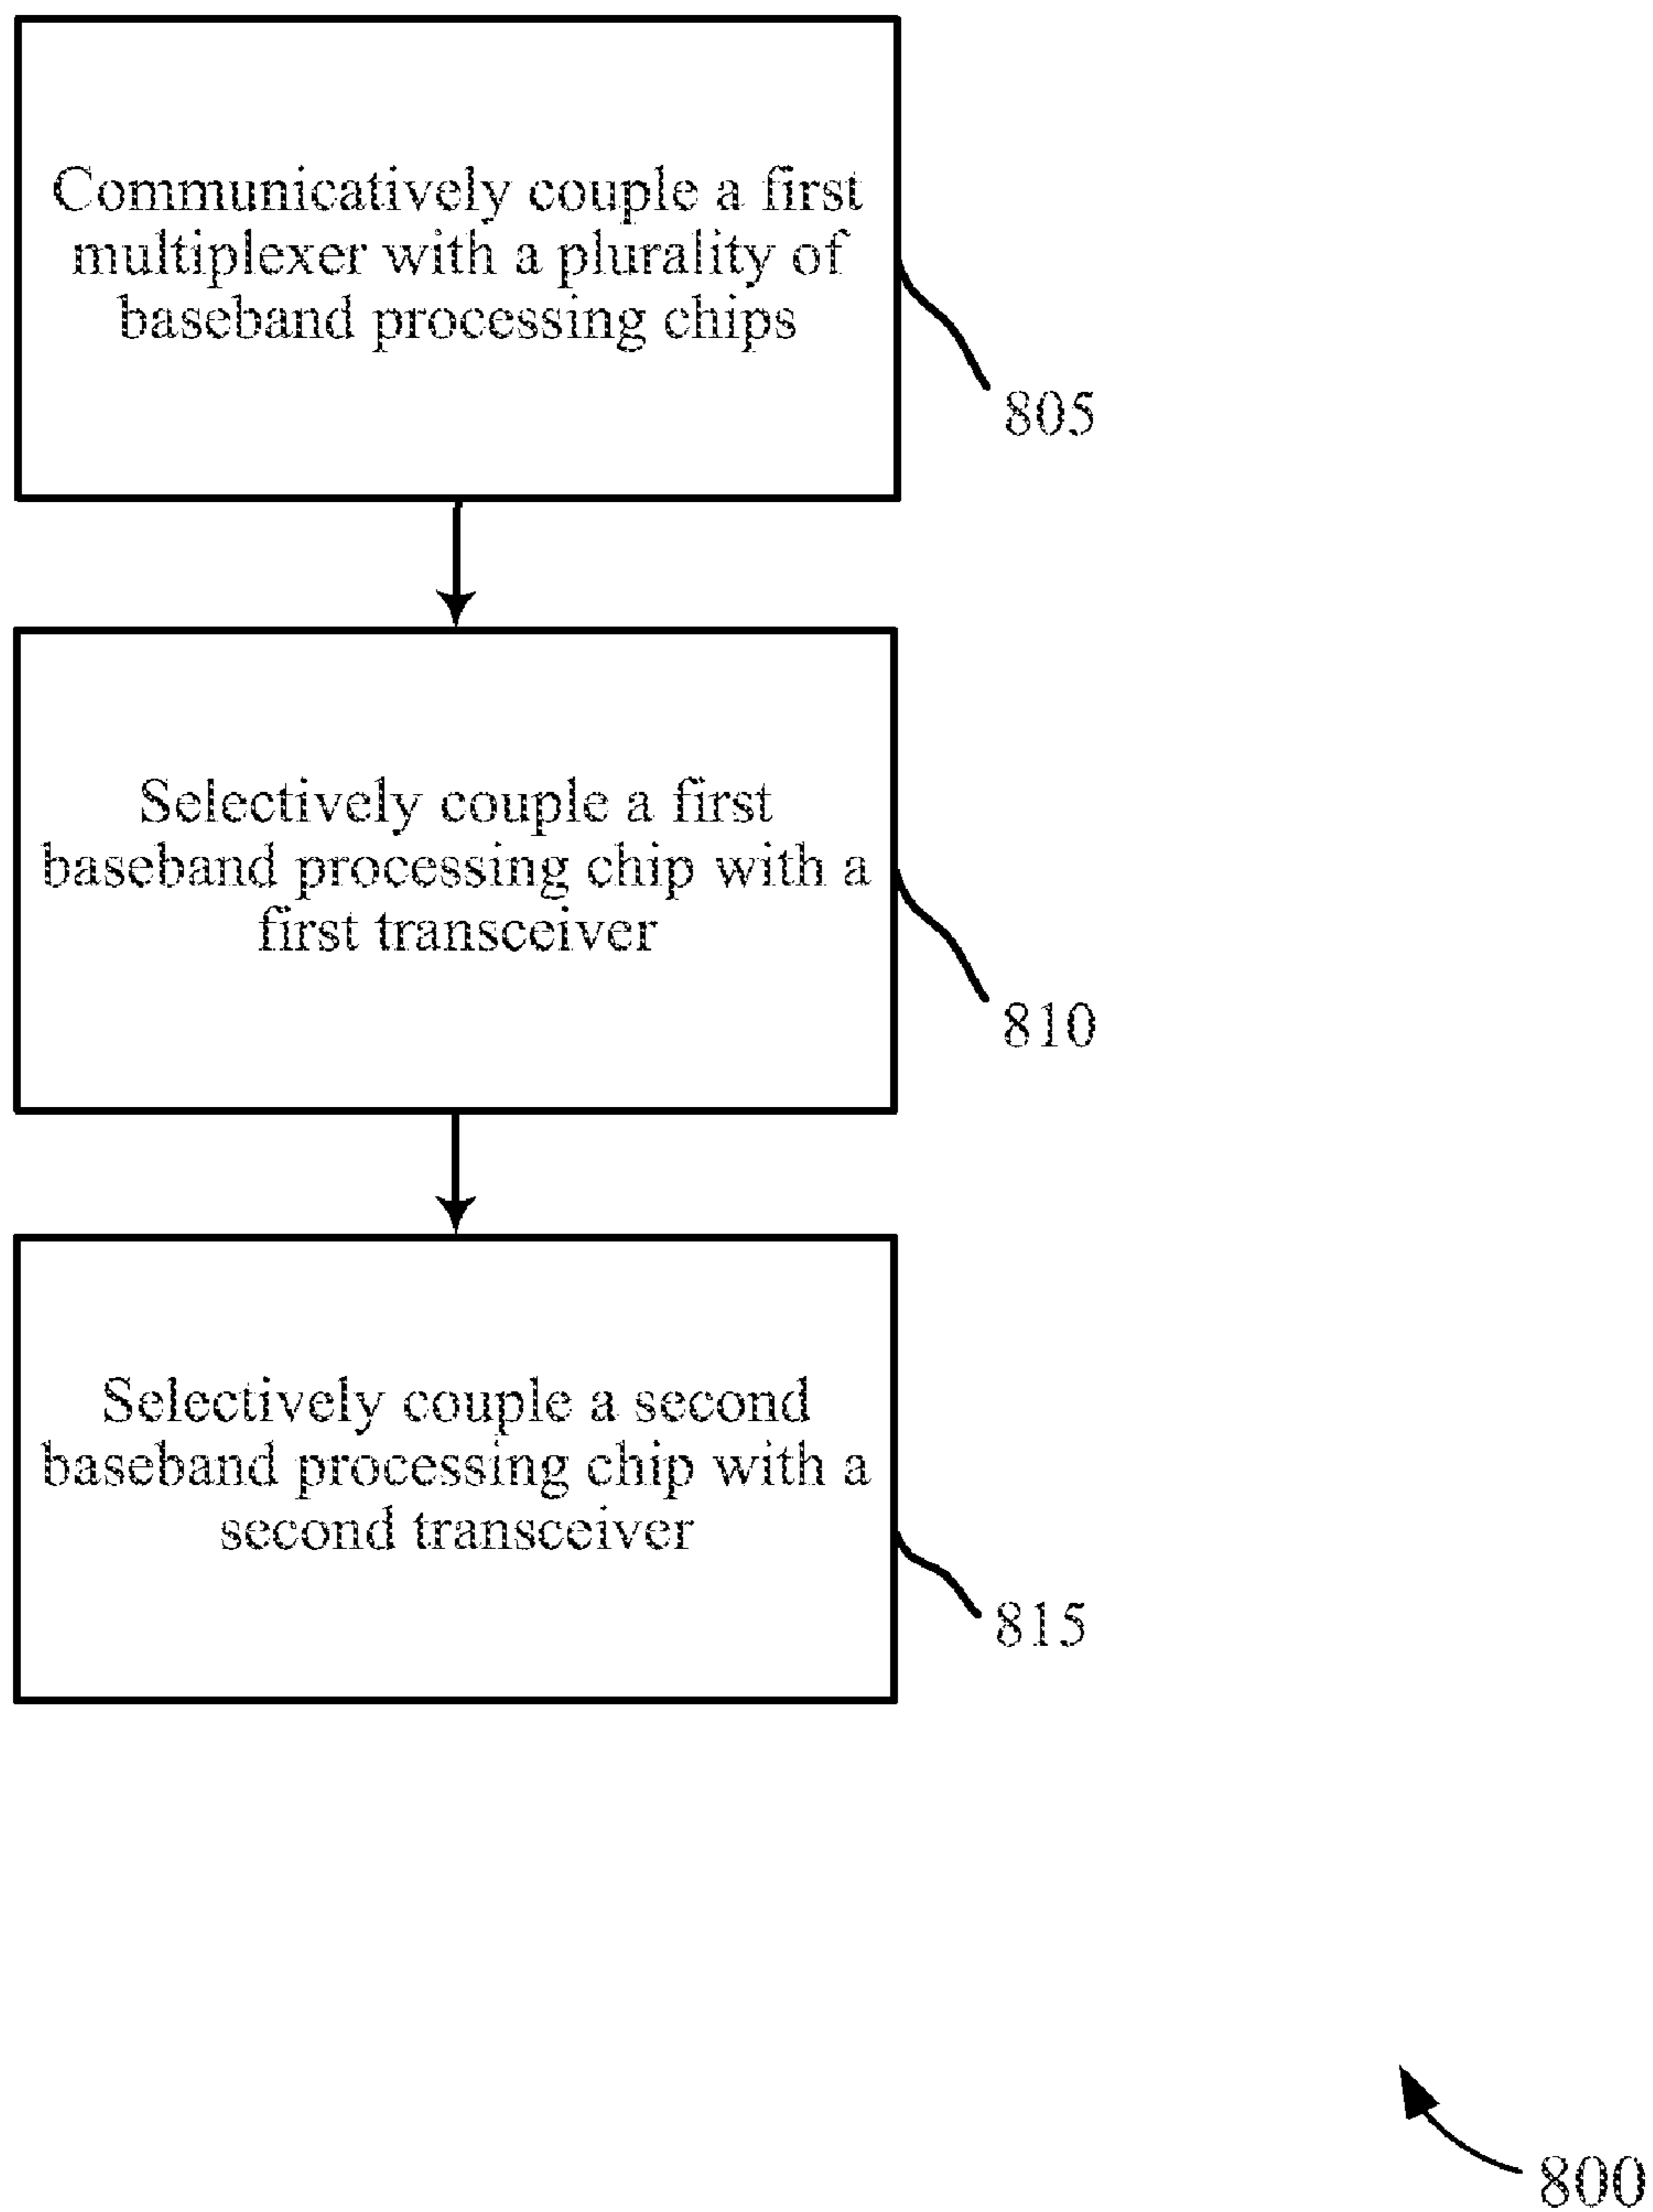 Communicatively couple a first
multiplexer with a plurality of
baseband processing chips
805
Selectively couple a first
baseband processing chip with a
first transceiver
810
Selectively couple a second
baseband processing chip with a
second transceiver
815
800